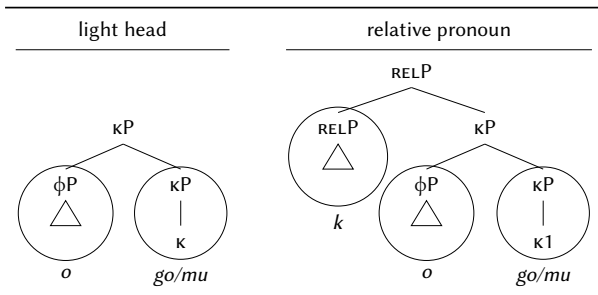 light head relative pronoun
RELP
κP RELP κP
k
ϕP κP ϕP κP
κ κ1
o go/mu o go/mu